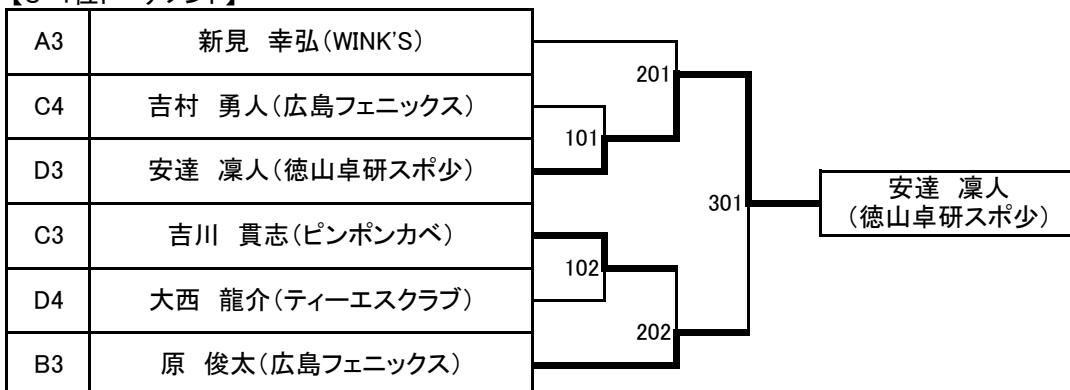 A3 新見　幸弘(WINK'S)
201
C4 吉村　勇人(広島フェニックス)
101
D3 安達　凜人(徳山卓研スポ少)
301
安達　凜人
(徳山卓研スポ少)
C3 吉川　貫志(ピンポンカベ)
102
D4 大西　龍介(ティーエスクラブ)
202
B3 原　俊太(広島フェニックス)